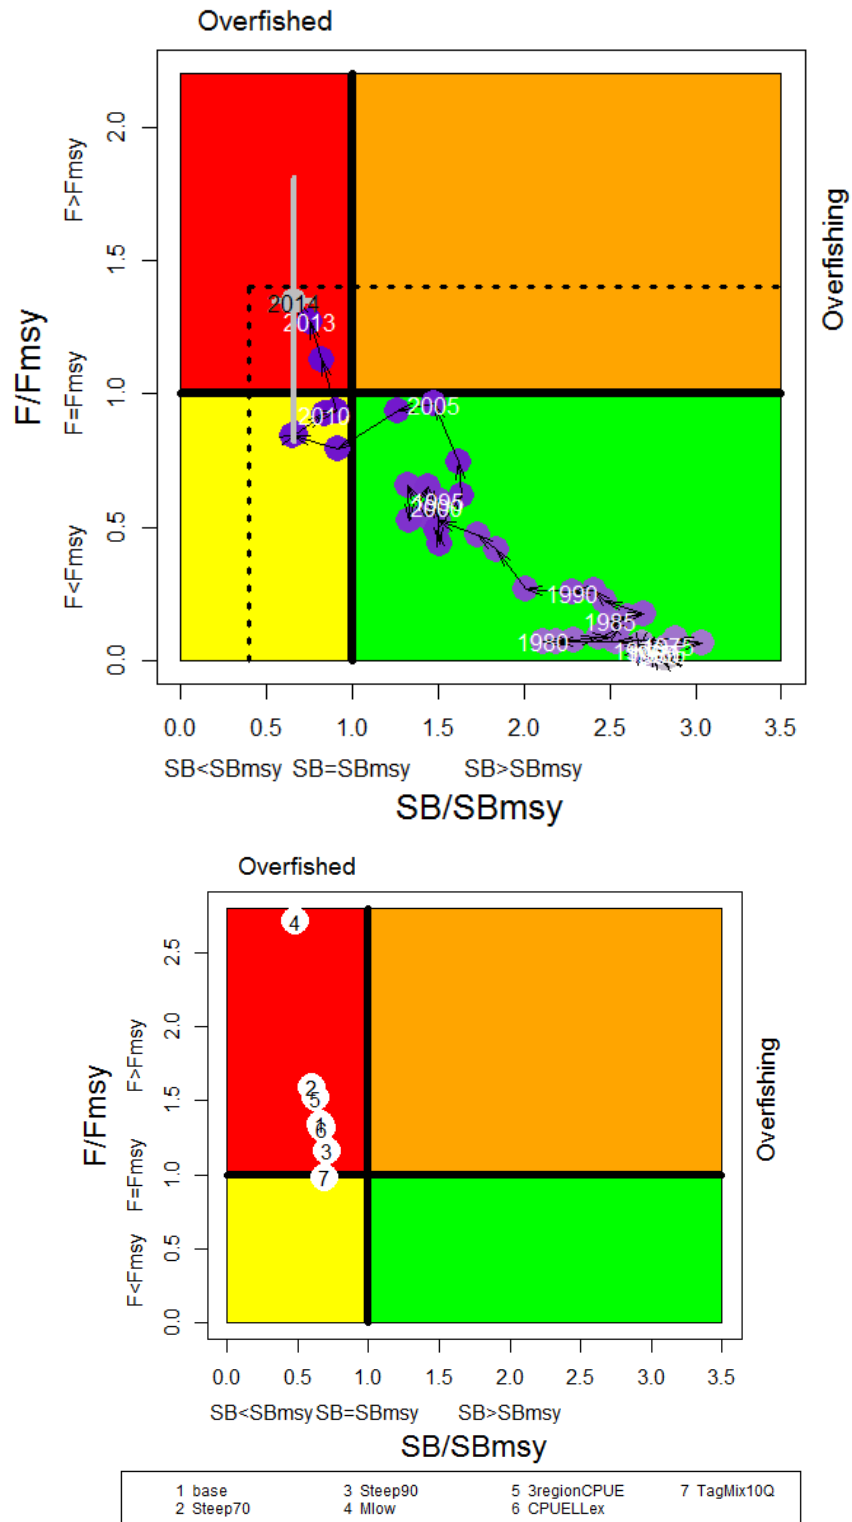 Overfished
2.0
1.5
1.0
0.5
0.0
F>Fmsy
F=Fmsy
F<Fmsy
F/Fmsy
Overfishing
2014
2013
2010
2005
1995
2000
1990
1985
1980
1975
0.0 0.5 1.0 1.5 2.0 2.5 3.0 3.5
SB<SBmsy SB=SBmsy SB>SBmsy
SB/SBmsy
Overfished
2.5
2.0
1.5
1.0
0.5
0.0
F>Fmsy
F=Fmsy
F<Fmsy
F/Fmsy
Overfishing
4
2
5
1
6
3
7
0.0 0.5 1.0 1.5 2.0 2.5 3.0 3.5
SB<SBmsy SB=SBmsy SB>SBmsy
SB/SBmsy
1 base 3 Steep90 5 3regionCPUE 7 TagMix10Q
2 Steep70 4 Mlow 6 CPUELLex